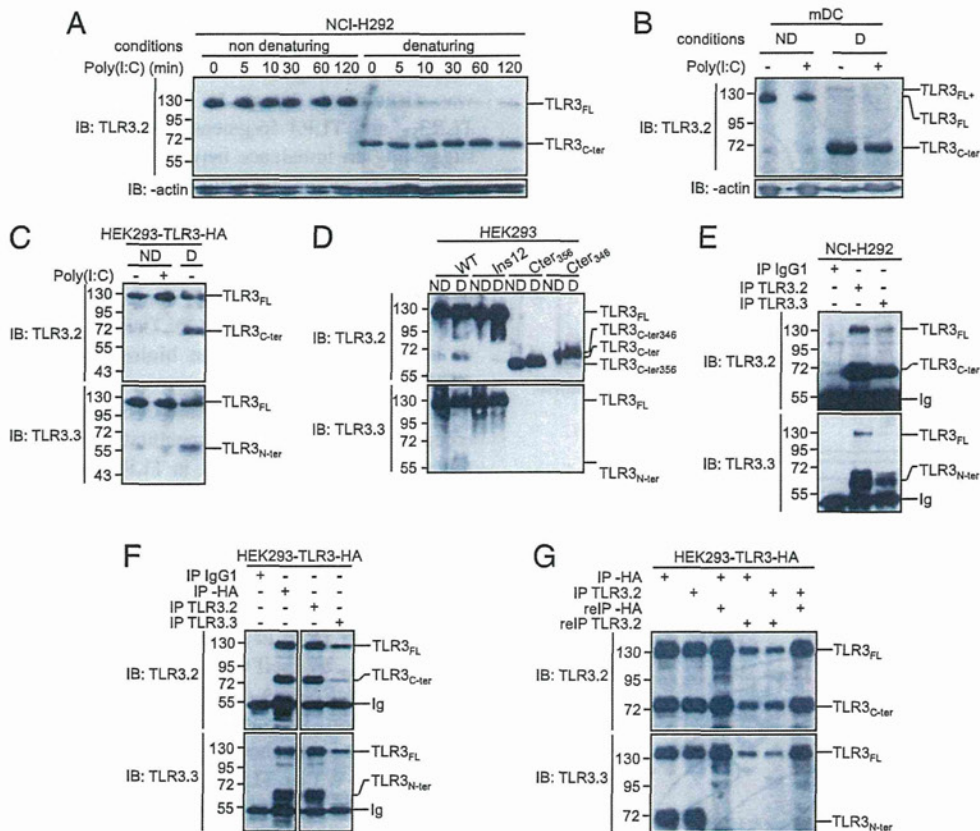 A
NCI-H292
conditions non denaturing denaturing
Poly(I:C) (min) 0 5 10 30 60 120 0 5 10 30 60 120
IB: TLR3.2
130
95
72
55
TLR3FL
TLR3C-ter
IB: -actin
B
mDC
conditions ND D
Poly(I:C) - + - +
IB: TLR3.2
130
95
72
TLR3FL+
TLR3FL
TLR3C-ter
IB: -actin
C
HEK293-TLR3-HA
ND D
Poly(I:C) - + -
IB: TLR3.2
130
95
72
55
43
TLR3FL
TLR3C-ter
IB: TLR3.3
130
95
72
55
43
TLR3FL
TLR3N-ter
D
HEK293
WT Ins12 Cter356 Cter346
ND D ND D ND D ND D
IB: TLR3.2
130
95
72
55
TLR3FL
TLR3C-ter346
TLR3C-ter
TLR3C-ter356
IB: TLR3.3
130
95
72
55
TLR3FL
TLR3N-ter
E
NCI-H292
IP IgG1 + - -
IP TLR3.2 - + -
IP TLR3.3 - - +
IB: TLR3.2
130
95
72
55
TLR3FL
TLR3C-ter
Ig
IB: TLR3.3
130
95
72
55
TLR3FL
TLR3N-ter
Ig
F
HEK293-TLR3-HA
IP IgG1 + - - -
IP -HA - + - -
IP TLR3.2 - - + -
IP TLR3.3 - - - +
IB: TLR3.2
130
95
72
55
TLR3FL
TLR3C-ter
Ig
IB: TLR3.3
130
95
72
55
TLR3FL
TLR3N-ter
Ig
G
HEK293-TLR3-HA
IP -HA + + +
IP TLR3.2 + + +
reIP -HA + +
reIP TLR3.2 + +
IB: TLR3.2
130
95
72
TLR3FL
TLR3C-ter
IB: TLR3.3
130
95
72
TLR3FL
TLR3N-ter